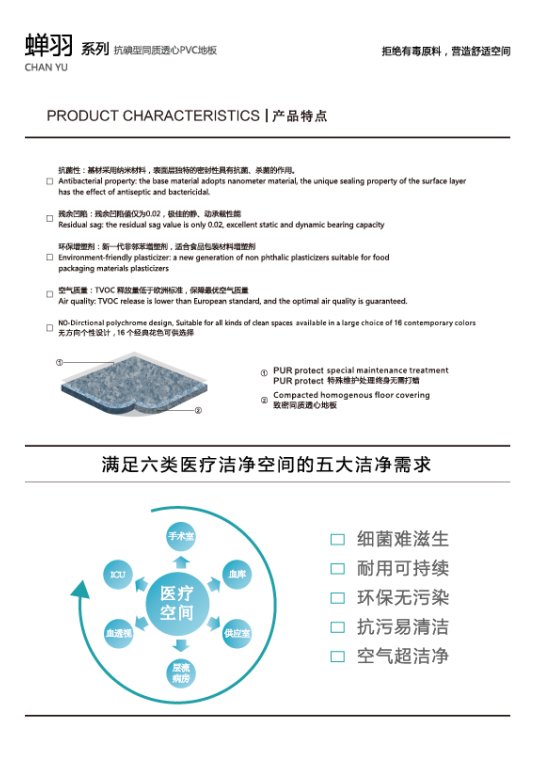 蝉羽 系列 抗碘型同质透心PVC地板
CHAN YU
拒绝有毒原料，营造舒适空间
PRODUCT CHARACTERISTICS | 产品特点
抗菌性：基材采用纳米材料，表面层独特的密封性具有抗菌、杀菌的作用。
Antibacterial property: the base material adopts nanometer material, the unique sealing property of the surface layer
has the effect of antiseptic and bactericidal.
残余凹陷：残余凹陷值仅为0.02，极佳的静、动承载性能
Residual sag: the residual sag value is only 0.02, excellent static and dynamic bearing capacity
环保增塑剂：新一代非邻苯增塑剂，适合食品包装材料增塑剂
Environment-friendly plasticizer: a new generation of non phthalic plasticizers suitable for food
packaging materials plasticizers
空气质量：TVOC 释放量低于欧洲标准，保障最优空气质量
Air quality: TVOC release is lower than European standard, and the optimal air quality is guaranteed.
NO-Dirctional polychrome design, Suitable for all kinds of clean spaces available in a large choice of 16 contemporary colors
无方向个性设计，16 个经典花色可供选择
①
②
① PUR protect special maintenance treatment
PUR protect 特殊维护处理终身无需打蜡
② Compacted homogenous floor covering
致密同质透心地板
满足六类医疗洁净空间的五大洁净需求
手术室
ICU
血库
医疗
空间
血透视
供应室
层流
病房
细菌难滋生
耐用可持续
环保无污染
抗污易清洁
空气超洁净